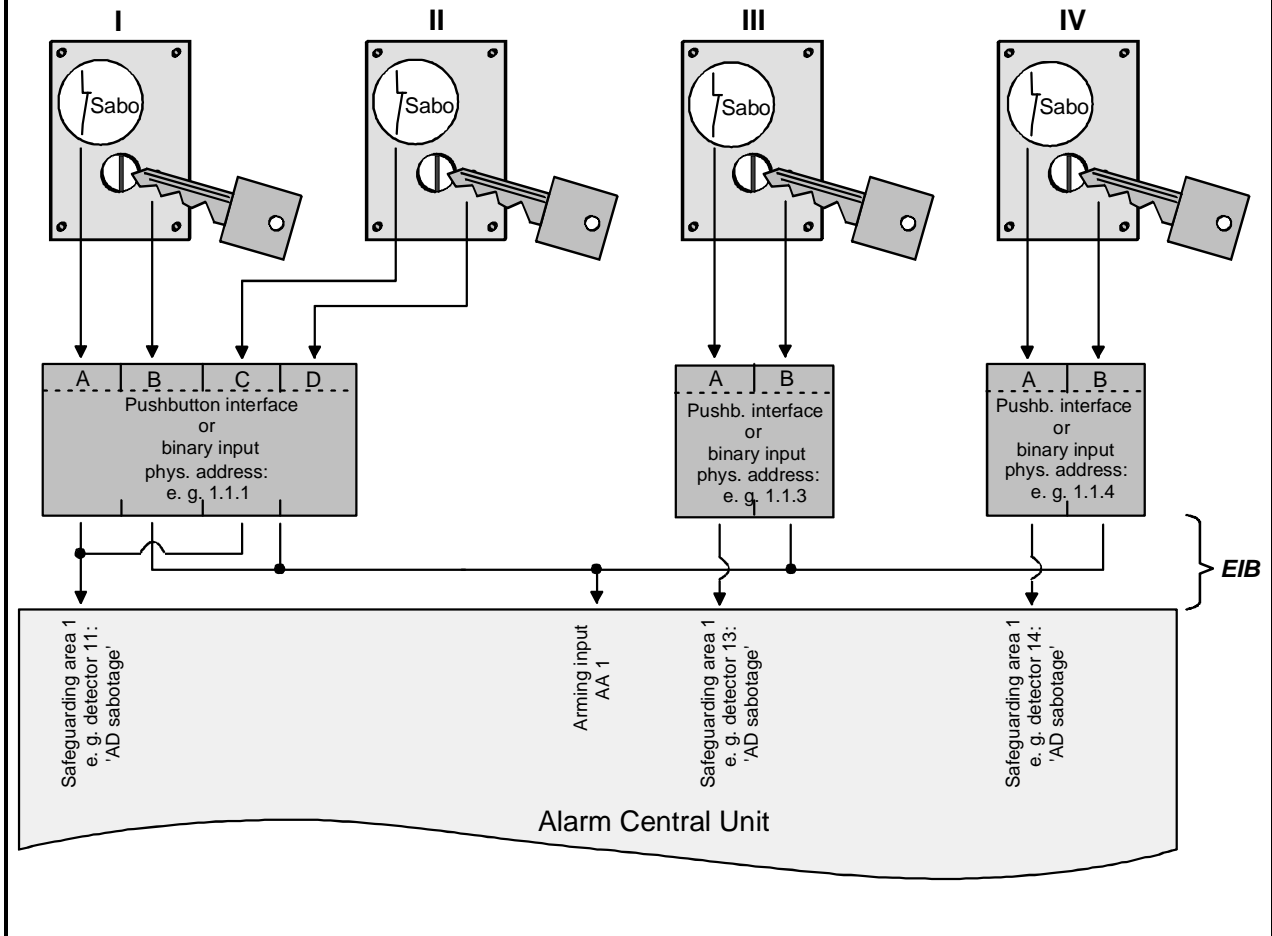 I
II
III
IV
Sabo
Sabo
Sabo
Sabo
A B C D
Pushbutton interface
or
binary input
phys. address:
e. g. 1.1.1
A B
Pushb. interface
or
binary input
phys. address:
e. g. 1.1.3
A B
Pushb. interface
or
binary input
phys. address:
e. g. 1.1.4
EIB
Safeguarding area 1
e. g. detector 11:
'AD sabotage'
Arming input
AA 1
Safeguarding area 1
e. g. detector 13:
'AD sabotage'
Safeguarding area 1
e. g. detector 14:
'AD sabotage'
Alarm Central Unit